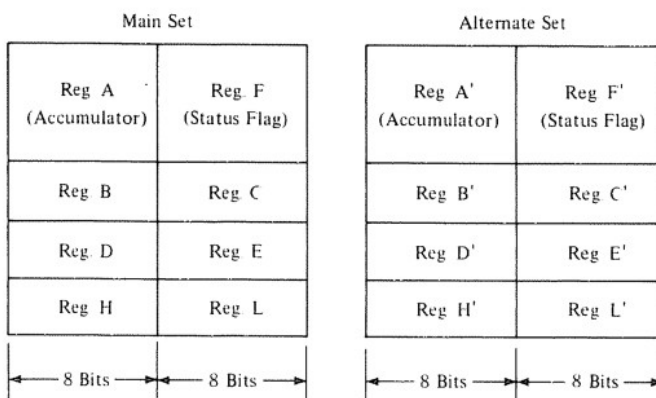 Main Set
Alternate Set
Reg. A
(Accumulator)
Reg. F
(Status Flag)
Reg A'
(Accumulator)
Reg F'
(Status Flag)
Reg. B
Reg. C
Reg B'
Reg C'
Reg. D
Reg. E
Reg D'
Reg E'
Reg. H
Reg. L
Reg H'
Reg L'
8 Bits
8 Bits
8 Bits
8 Bits